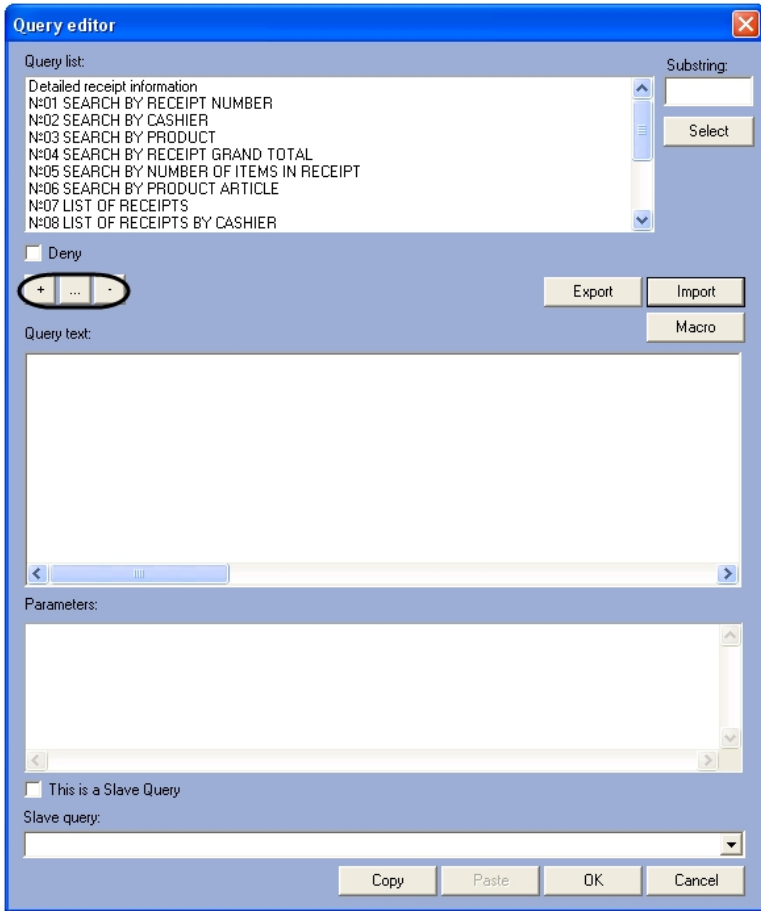 Query editor
Query list:
Substring:
Detailed receipt information
№01 SEARCH BY RECEIPT NUMBER
№02 SEARCH BY CASHIER
№03 SEARCH BY PRODUCT
№04 SEARCH BY RECEIPT GRAND TOTAL
№05 SEARCH BY NUMBER OF ITEMS IN RECEIPT
№06 SEARCH BY PRODUCT ARTICLE
№07 LIST OF RECEIPTS
№08 LIST OF RECEIPTS BY CASHIER
Select
Deny
+ ... -
Export Import
Macro
Query text:
Parameters:
This is a Slave Query
Slave query:
Copy Paste OK Cancel